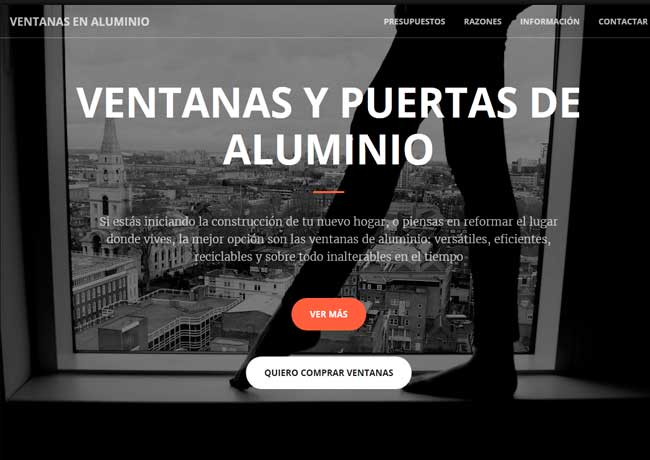 VENTANAS EN ALUMINIO
PRESUPUESTOS RAZONES INFORMACIÓN CONTACTAR
VENTANAS Y PUERTAS DE
ALUMINIO
Si estás iniciando la construcción de tu nuevo hogar, o piensas en reformar el lugar
donde vives, la mejor opción son las ventanas de aluminio: versátiles, eficientes,
reciclables y sobre todo inalterables en el tiempo
VER MÁS
QUIERO COMPRAR VENTANAS